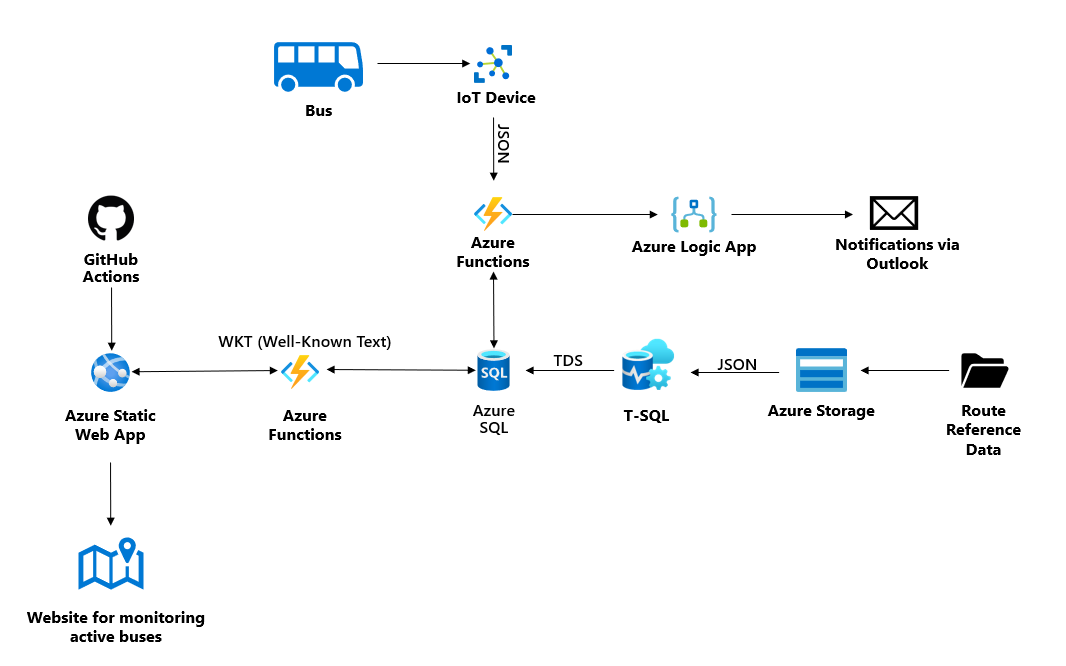 Bus
IoT Device
JSON
GitHub
Actions
Azure
Functions
Azure Logic App
Notifications via
Outlook
WKT (Well-Known Text)
SQL
TDS
JSON
Azure Static
Web App
Azure
Functions
Azure
SQL
T-SQL
Azure Storage
Route
Reference
Data
Website for monitoring
active buses